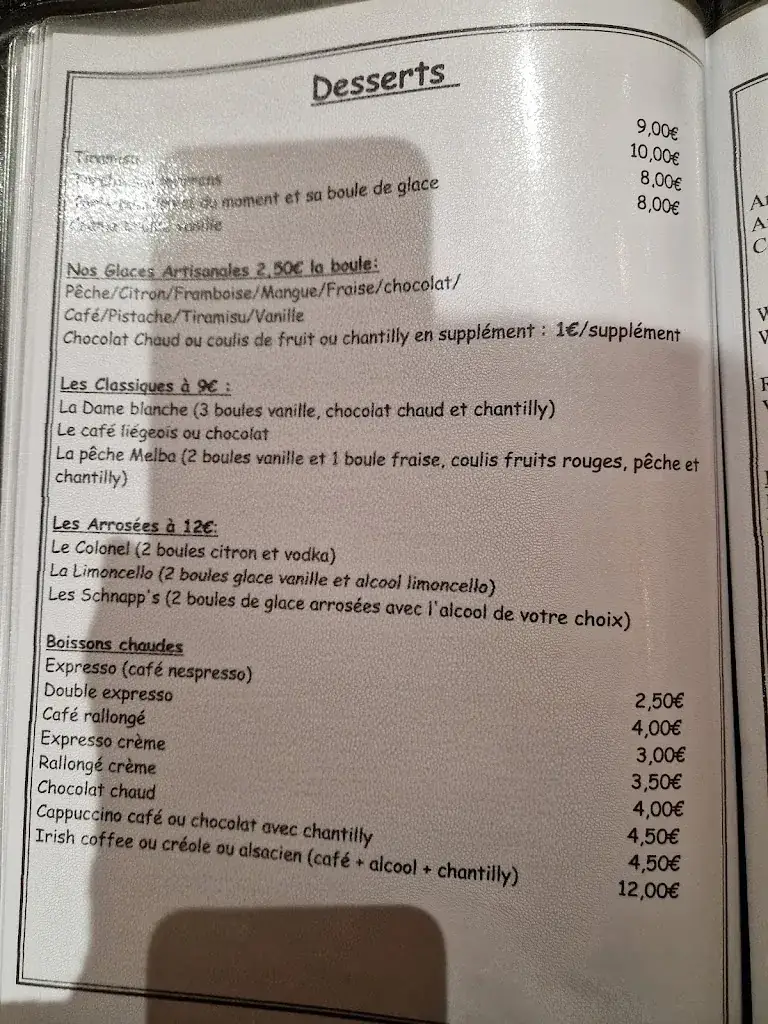 Desserts
Tiramisu 9,00€
10,00€
du moment et sa boule de glace 8,00€
vanille 8,00€
Nos Glaces Artisanales 2,50€ la boule:
Pêche/Citron/Framboise/Mangue/Fraise/chocolat/
Café/Pistache/Tiramisu/Vanille
Chocolat Chaud ou coulis de fruit ou chantilly en supplément : 1€/supplément
Les Classiques à 9€ :
La Dame blanche (3 boules vanille, chocolat chaud et chantilly)
Le café liégeois ou chocolat
La pêche Melba (2 boules vanille et 1 boule fraise, coulis fruits rouges, pêche et
chantilly)
Les Arrosées à 12€:
Le Colonel (2 boules citron et vodka)
La Limoncello (2 boules glace vanille et alcool limoncello)
Les Schnapp's (2 boules de glace arrosées avec l'alcool de votre choix)
Boissons chaudes
Expresso (café nespresso) 2,50€
Double expresso 4,00€
Café rallongé 3,00€
Expresso crème 3,50€
Rallongé crème 4,00€
Chocolat chaud 4,50€
Cappuccino café ou chocolat avec chantilly 4,50€
Irish coffee ou créole ou alsacien (café + alcool + chantilly) 12,00€